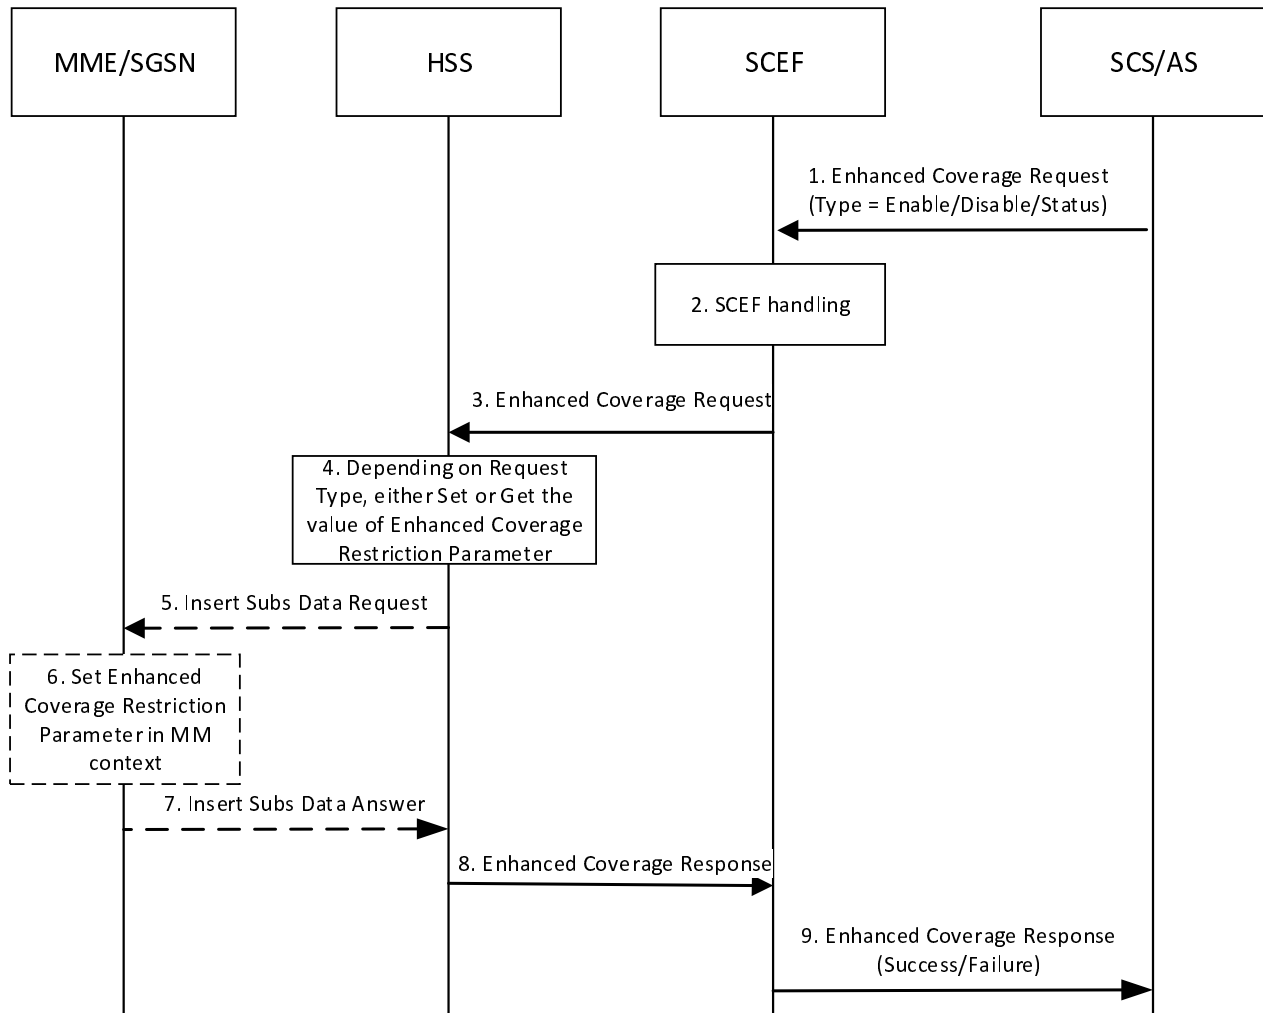 MME/SGSN
HSS
SCEF
SCS/AS
1. Enhanced Coverage Request
(Type = Enable/Disable/Status)
2. SCEF handling
3. Enhanced Coverage Request
4. Depending on Request
Type, either Set or Get the
value of Enhanced Coverage
Restriction Parameter
5. Insert Subs Data Request
6. Set Enhanced
Coverage Restriction
Parameter in MM
context
7. Insert Subs Data Answer
8. Enhanced Coverage Response
9. Enhanced Coverage Response
(Success/Failure)